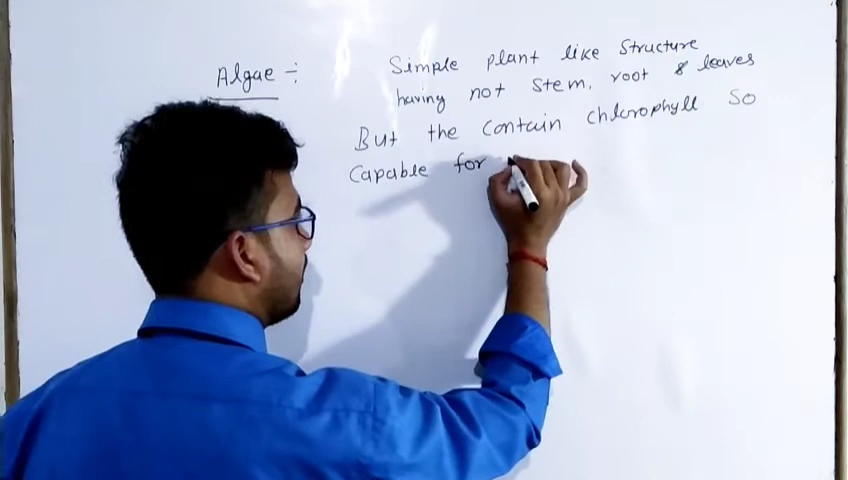 Algae :- Simple plant like structure
having not stem, root & leaves
But the contain chlorophyll so
Capable for